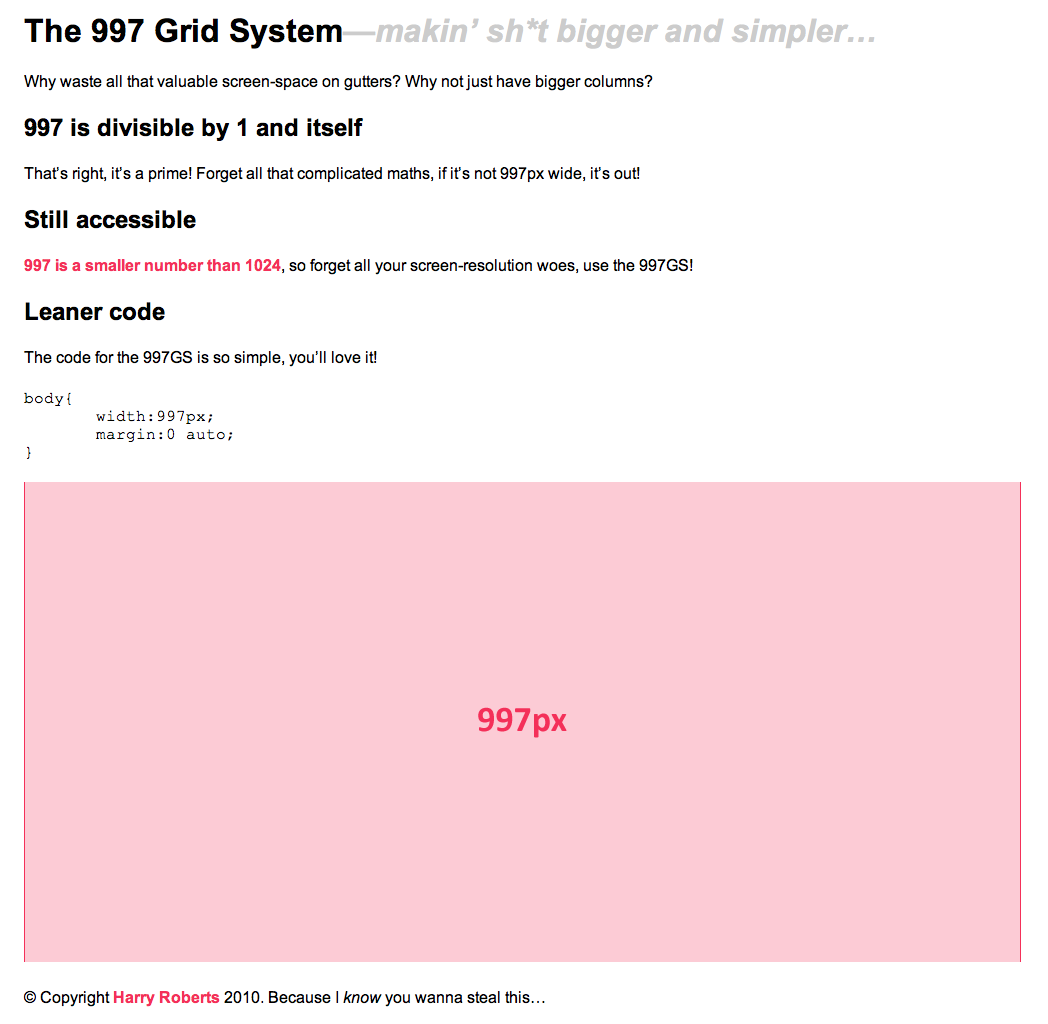 The 997 Grid System—makin’ sh*t bigger and simpler…
Why waste all that valuable screen-space on gutters? Why not just have bigger columns?
997 is divisible by 1 and itself
That’s right, it’s a prime! Forget all that complicated maths, if it’s not 997px wide, it’s out!
Still accessible
997 is a smaller number than 1024, so forget all your screen-resolution woes, use the 997GS!
Leaner code
The code for the 997GS is so simple, you’ll love it!
body{
width:997px;
margin:0 auto;
}
997px
© Copyright Harry Roberts 2010. Because I know you wanna steal this…